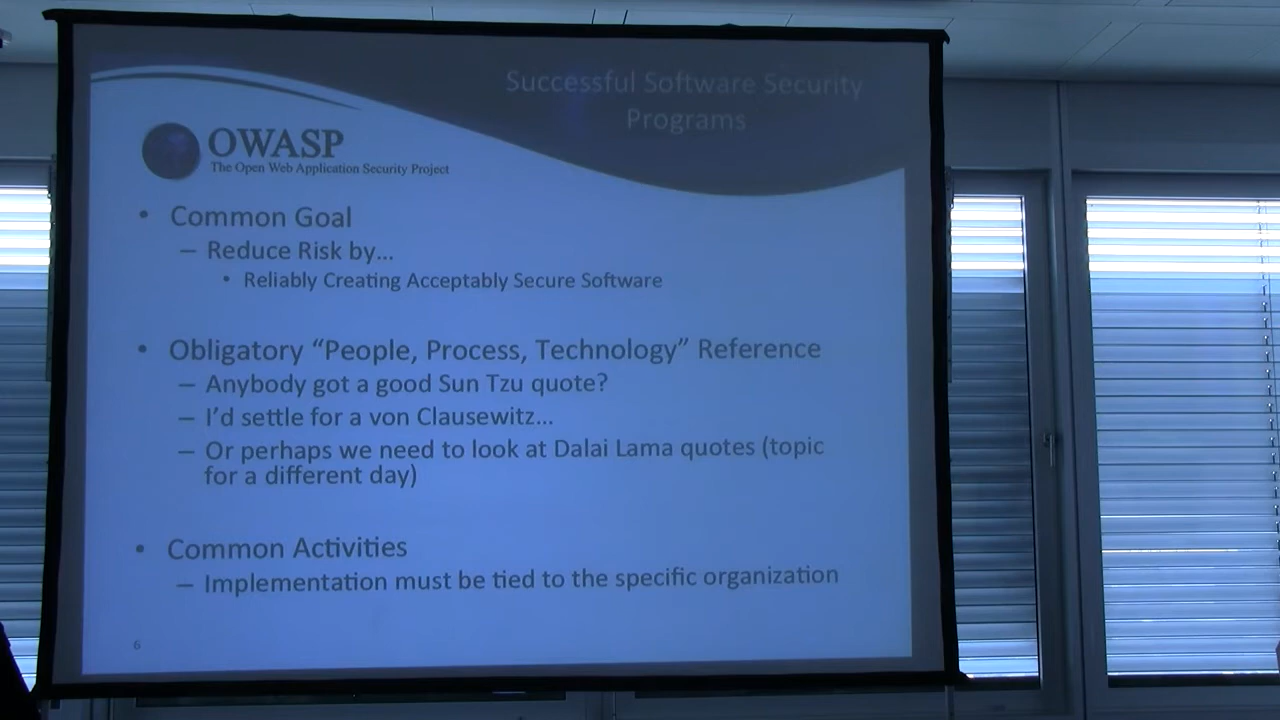 Successful Software Security
Programs
OWASP
The Open Web Application Security Project
• Common Goal
– Reduce Risk by…
• Reliably Creating Acceptably Secure Software
• Obligatory “People, Process, Technology” Reference
– Anybody got a good Sun Tzu quote?
– I’d settle for a von Clausewitz…
– Or perhaps we need to look at Dalai Lama quotes (topic
for a different day)
• Common Activities
– Implementation must be tied to the specific organization
6